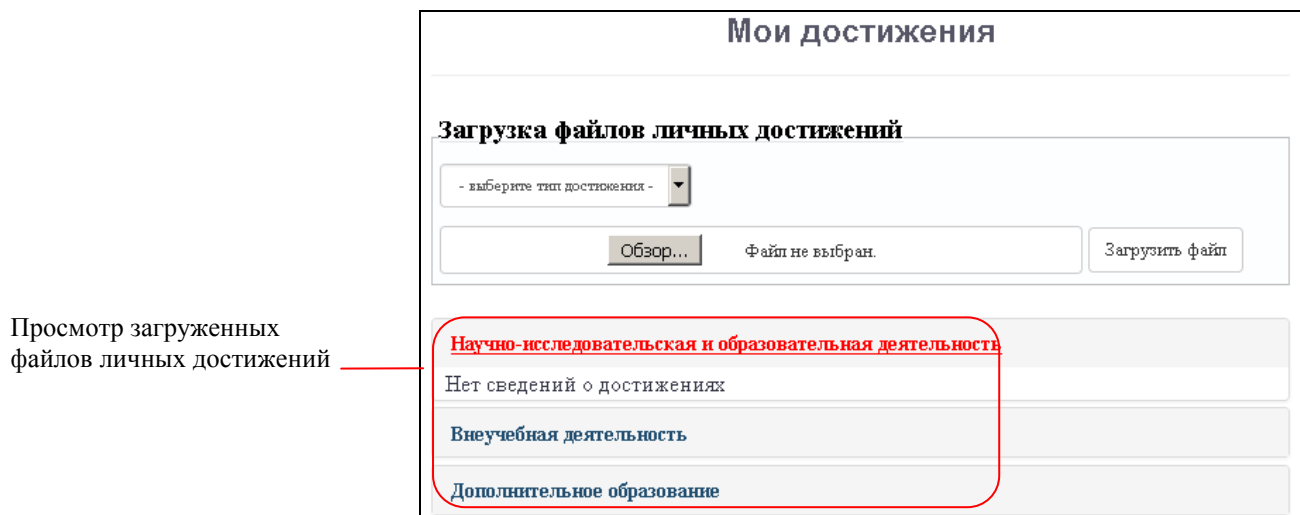 Мои достижения
Загрузка файлов личных достижений
- выберите тип достижения -
Обзор... Файл не выбран. Загрузить файл
Просмотр загруженных
файлов личных достижений
Научно-исследовательская и образовательная деятельность
Нет сведений о достижениях
Внеучебная деятельность
Дополнительное образование